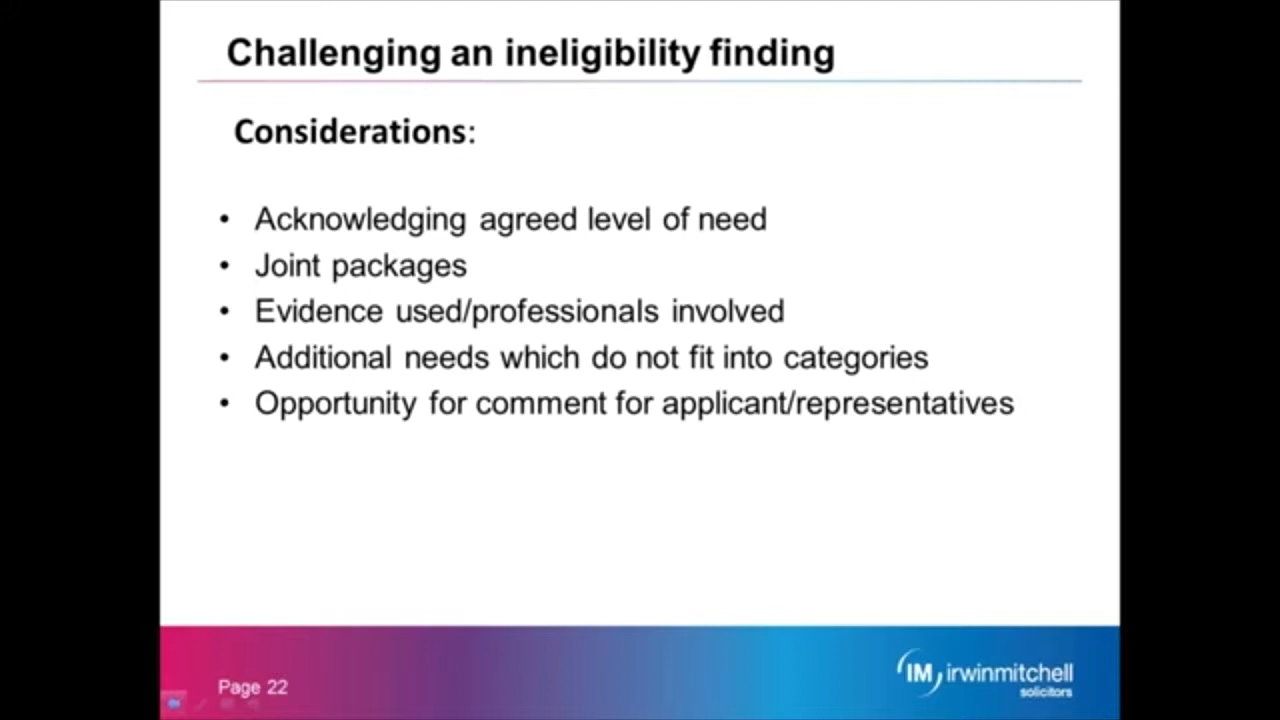 Challenging an ineligibility finding
Considerations:
• Acknowledging agreed level of need
• Joint packages
• Evidence used/professionals involved
• Additional needs which do not fit into categories
• Opportunity for comment for applicant/representatives
Page 22
IM irwinmitchell
solicitors